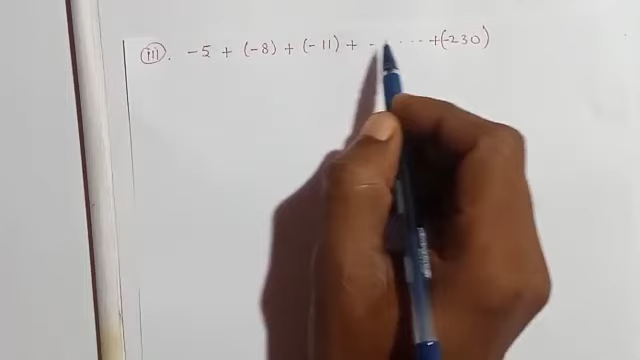 (iii). -5 + (-8) + (-11) + - ..... + (-230)